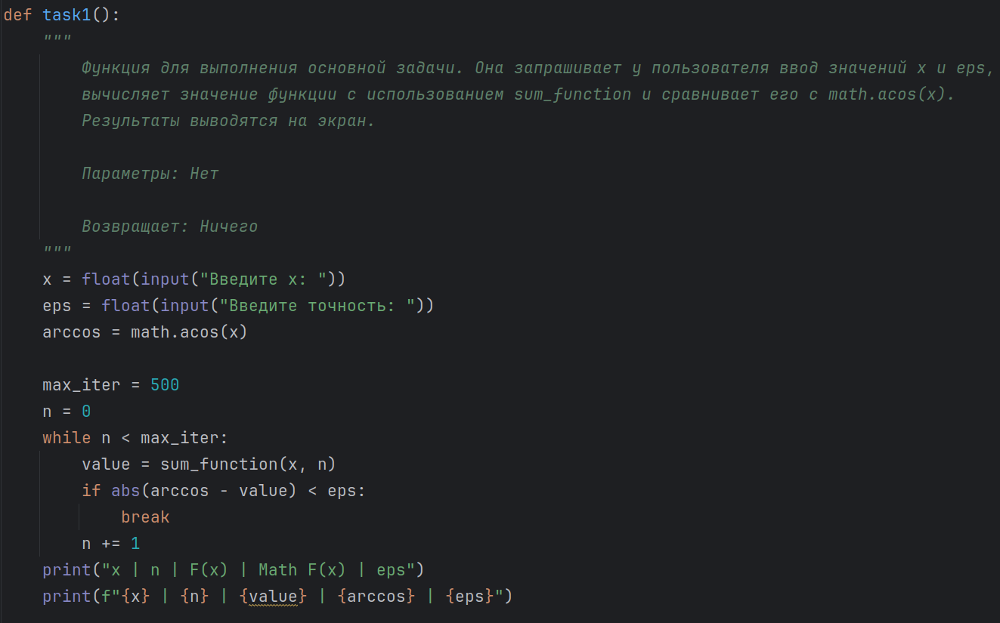 def task1():
    """
        Функция для выполнения основной задачи. Она запрашивает у пользователя ввод значений x и eps,
        вычисляет значение функции с использованием sum_function и сравнивает его с math.acos(x).
        Результаты выводятся на экран.

        Параметры: Нет

        Возвращает: Ничего
    """
    x = float(input("Введите x: "))
    eps = float(input("Введите точность: "))
    arccos = math.acos(x)

    max_iter = 500
    n = 0
    while n < max_iter:
        value = sum_function(x, n)
        if abs(arccos - value) < eps:
            break
        n += 1
    print("x | n | F(x) | Math F(x) | eps")
    print(f"{x} | {n} | {value} | {arccos} | {eps}")